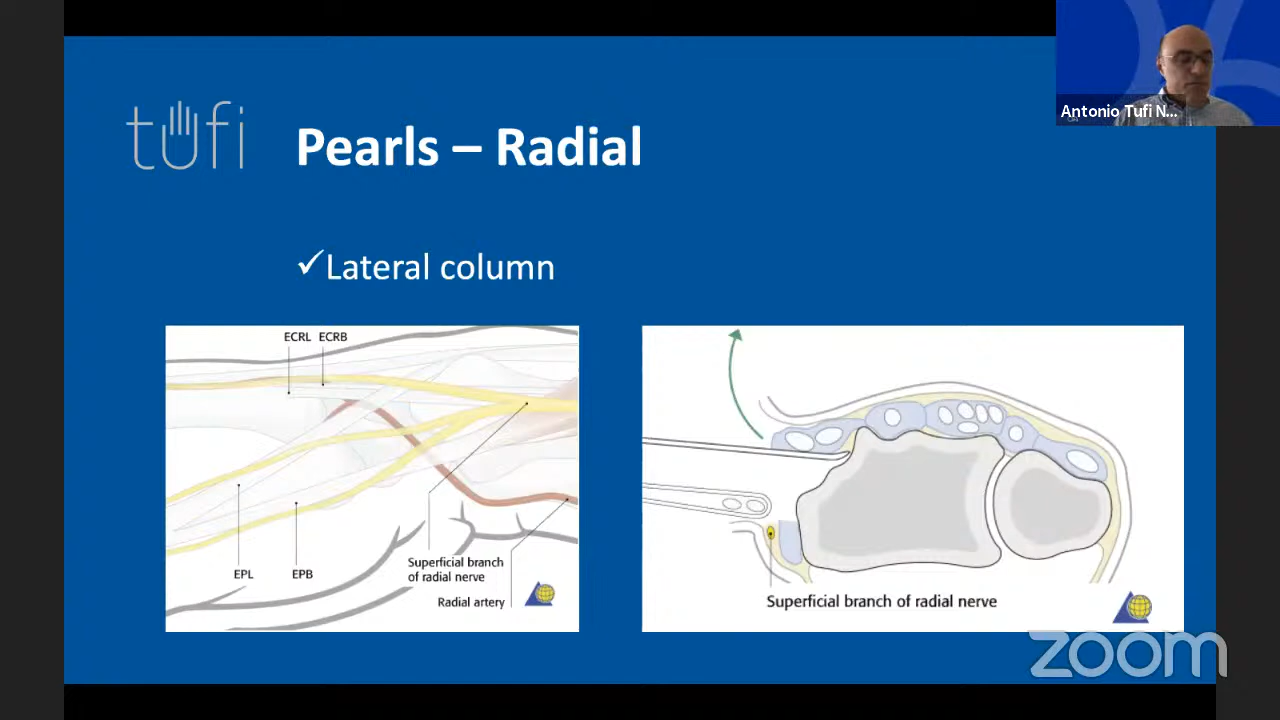 Antonio Tufi N...
tufi
Pearls – Radial
✓Lateral column
ECRL ECRB
EPL EPB
Superficial branch
of radial nerve
Radial artery
Superficial branch of radial nerve
zoom